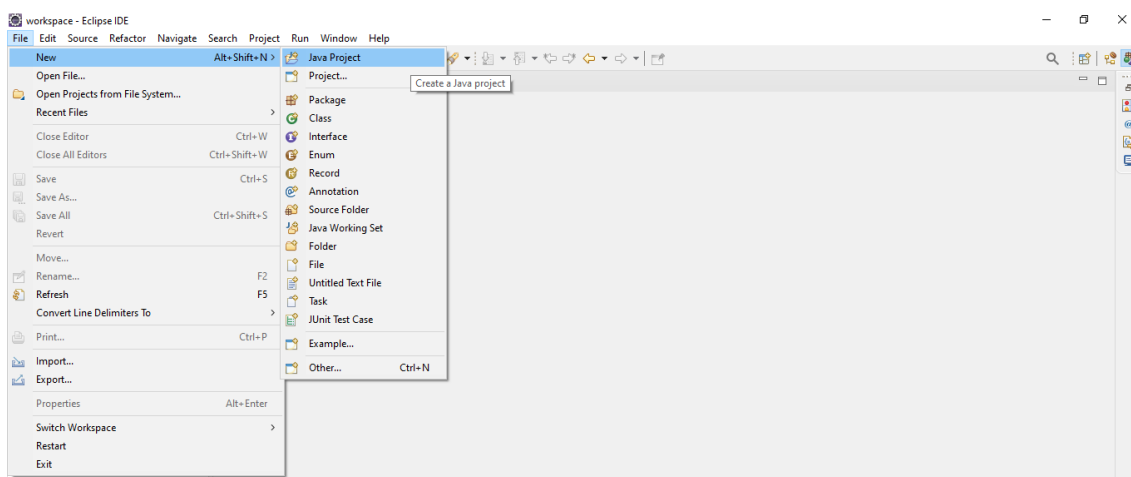 workspace - Eclipse IDE
File Edit Source Refactor Navigate Search Project Run Window Help
New Alt+Shift+N >
Open File...
Open Projects from File System...
Recent Files >
Close Editor Ctrl+W
Close All Editors Ctrl+Shift+W
Save Ctrl+S
Save As...
Save All Ctrl+Shift+S
Revert
Move...
Rename... F2
Refresh F5
Convert Line Delimiters To >
Print... Ctrl+P
Import...
Export...
Properties Alt+Enter
Switch Workspace >
Restart
Exit
Java Project
Project...
Create a Java project
Package
Class
Interface
Enum
Record
Annotation
Source Folder
Java Working Set
Folder
File
Untitled Text File
Task
JUnit Test Case
Example...
Other... Ctrl+N